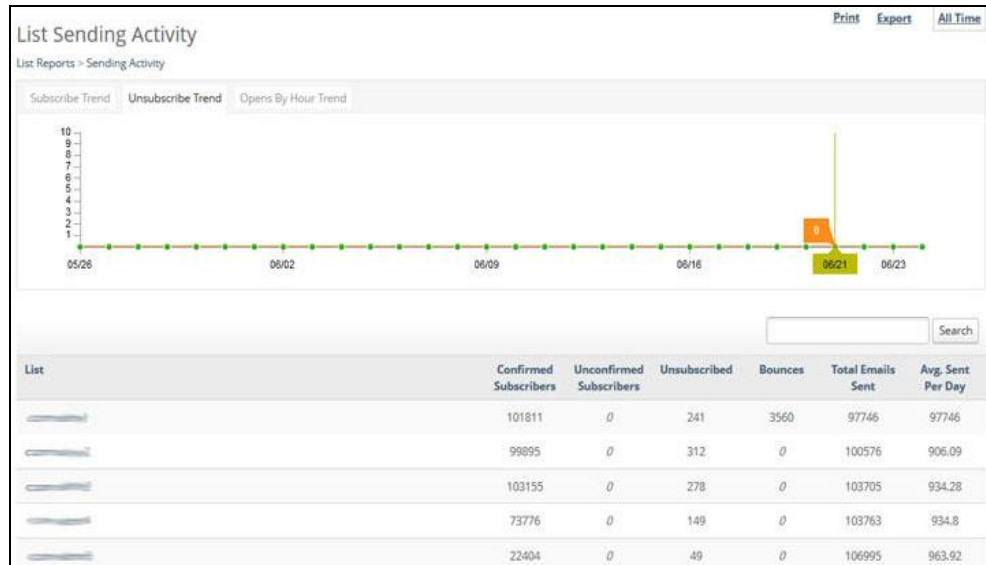 Print Export All Time
List Sending Activity
List Reports > Sending Activity
Subscribe Trend Unsubscribe Trend Opens By Hour Trend
10
9
8
7
6
5
4
3
2
1
0
05/26 06/02 06/09 06/16 06/21 06/23
Search
List Confirmed Subscribers Unconfirmed Subscribers Unsubscribed Bounces Total Emails Sent Avg. Sent Per Day
101811 0 241 3560 97746 97746
99895 0 312 0 100576 906.09
103155 0 278 0 103705 934.28
73776 0 149 0 103763 934.8
22404 0 49 0 106995 963.92